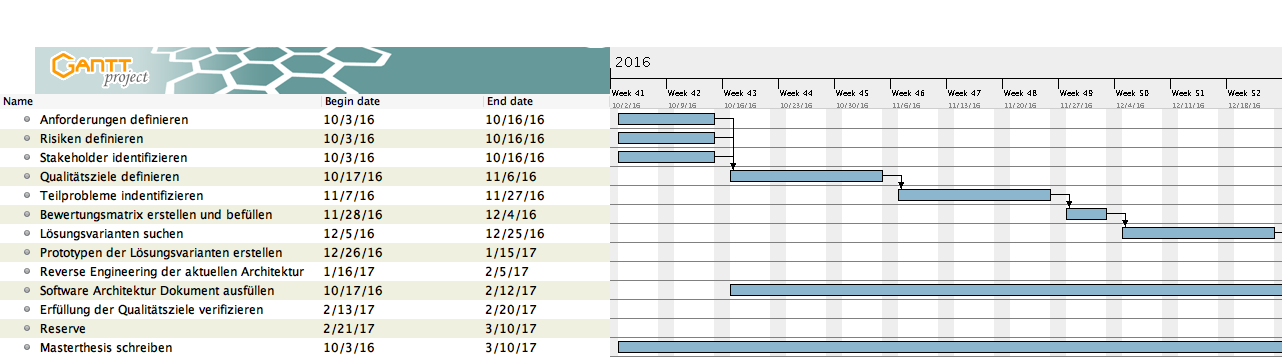 GANTT
project
2016
Week 41 Week 42 Week 43 Week 44 Week 45 Week 46 Week 47 Week 48 Week 49 Week 50 Week 51 Week 52
10/2/16 10/9/16 10/16/16 10/23/16 10/30/16 11/6/16 11/13/16 11/20/16 11/27/16 12/4/16 12/11/16 12/18/16
Name Begin date End date
Anforderungen definieren 10/3/16 10/16/16
Risiken definieren 10/3/16 10/16/16
Stakeholder identifizieren 10/3/16 10/16/16
Qualitätsziele definieren 10/17/16 11/6/16
Teilprobleme indentifizieren 11/7/16 11/27/16
Bewertungsmatrix erstellen und befüllen 11/28/16 12/4/16
Lösungsvarianten suchen 12/5/16 12/25/16
Prototypen der Lösungsvarianten erstellen 12/26/16 1/15/17
Reverse Engineering der aktuellen Architektur 1/16/17 2/5/17
Software Architektur Dokument ausfüllen 10/17/16 2/12/17
Erfüllung der Qualitätsziele verifizieren 2/13/17 2/20/17
Reserve 2/21/17 3/10/17
Masterthesis schreiben 10/3/16 3/10/17